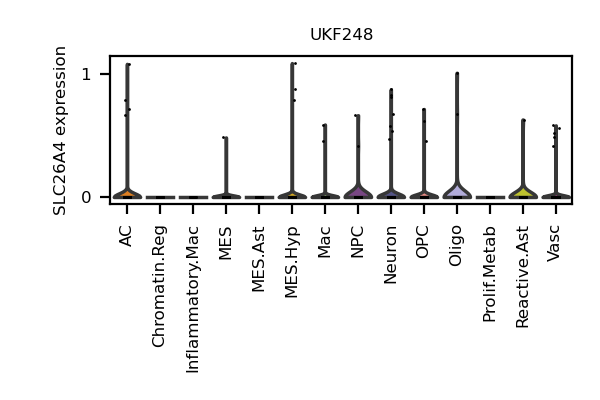 UKF248
SLC26A4 expression
1
0
AC
Chromatin.Reg
Inflammatory.Mac
MES
MES.Ast
MES.Hyp
Mac
NPC
Neuron
OPC
Oligo
Prolif.Metab
Reactive.Ast
Vasc